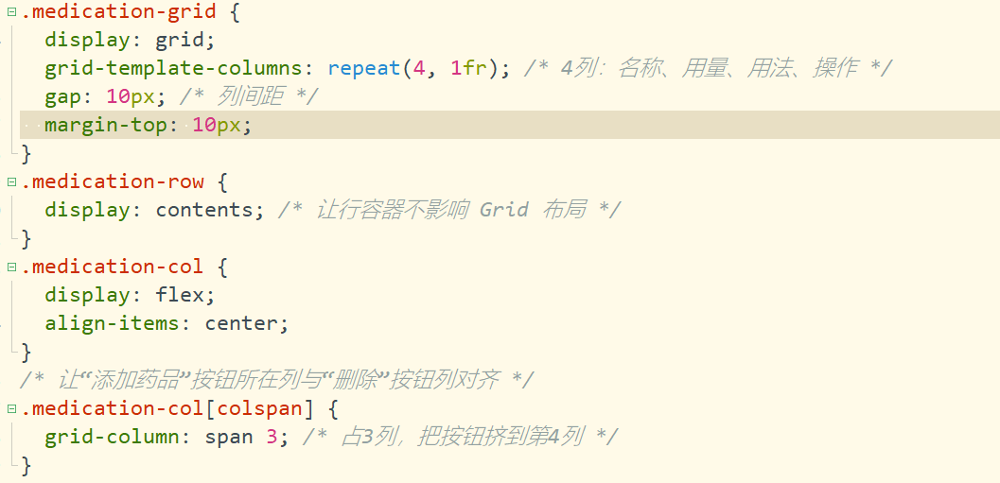 .medication-grid {
  display: grid;
  grid-template-columns: repeat(4, 1fr); /* 4列：名称、用量、用法、操作 */
  gap: 10px; /* 列间距 */
  margin-top: 10px;
}
.medication-row {
  display: contents; /* 让行容器不影响 Grid 布局 */
}
.medication-col {
  display: flex;
  align-items: center;
}
/* 让“添加药品”按钮所在列与“删除”按钮列对齐 */
.medication-col[colspan] {
  grid-column: span 3; /* 占3列，把按钮挤到第4列 */
}